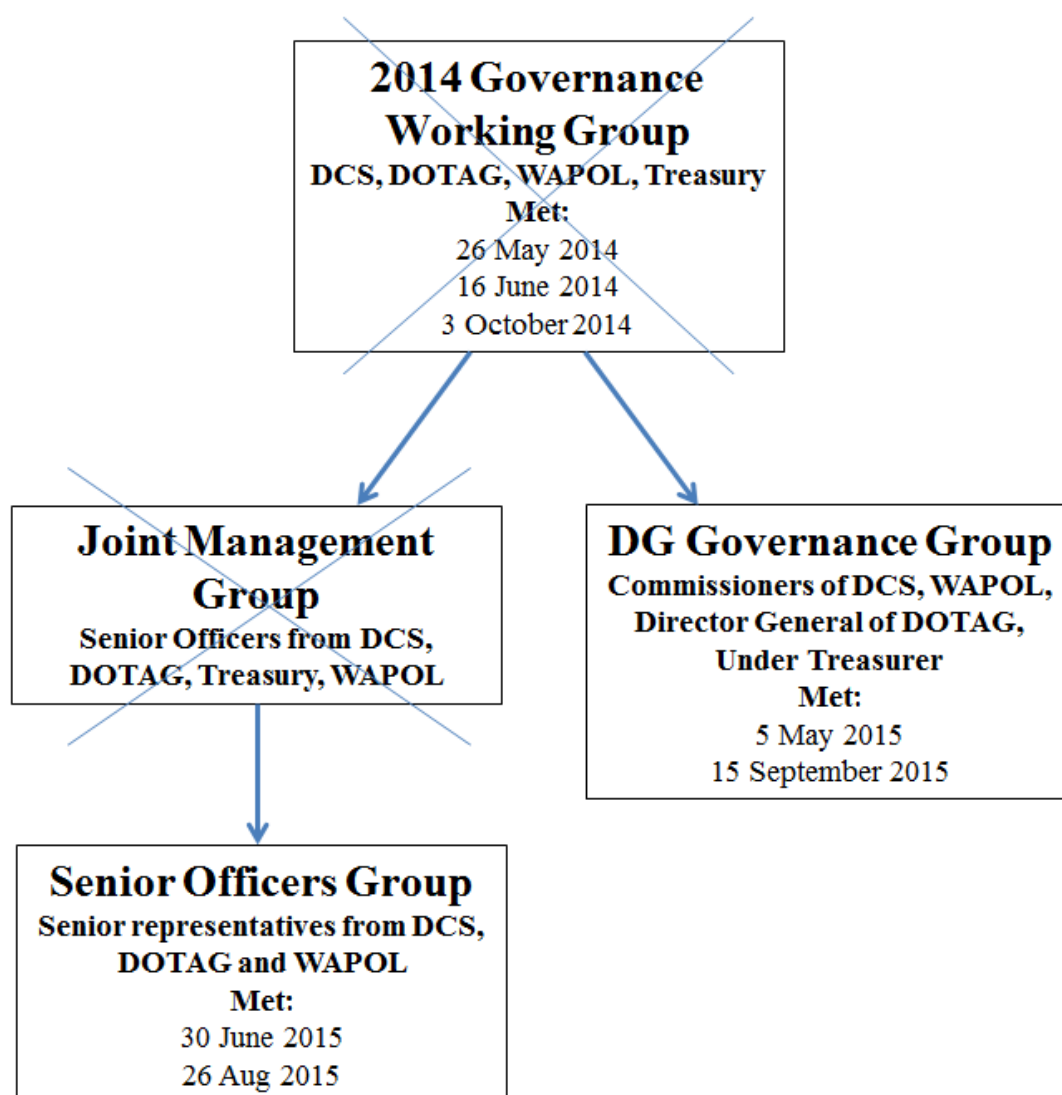 2014 Governance
Working Group
DCS, DOTAG, WAPOL, Treasury
Met:
26 May 2014
16 June 2014
3 October 2014
Joint Management
Group
Senior Officers from DCS,
DOTAG, Treasury, WAPOL
DG Governance Group
Commissioners of DCS, WAPOL,
Director General of DOTAG,
Under Treasurer
Met:
5 May 2015
15 September 2015
Senior Officers Group
Senior representatives from DCS,
DOTAG and WAPOL
Met:
30 June 2015
26 Aug 2015